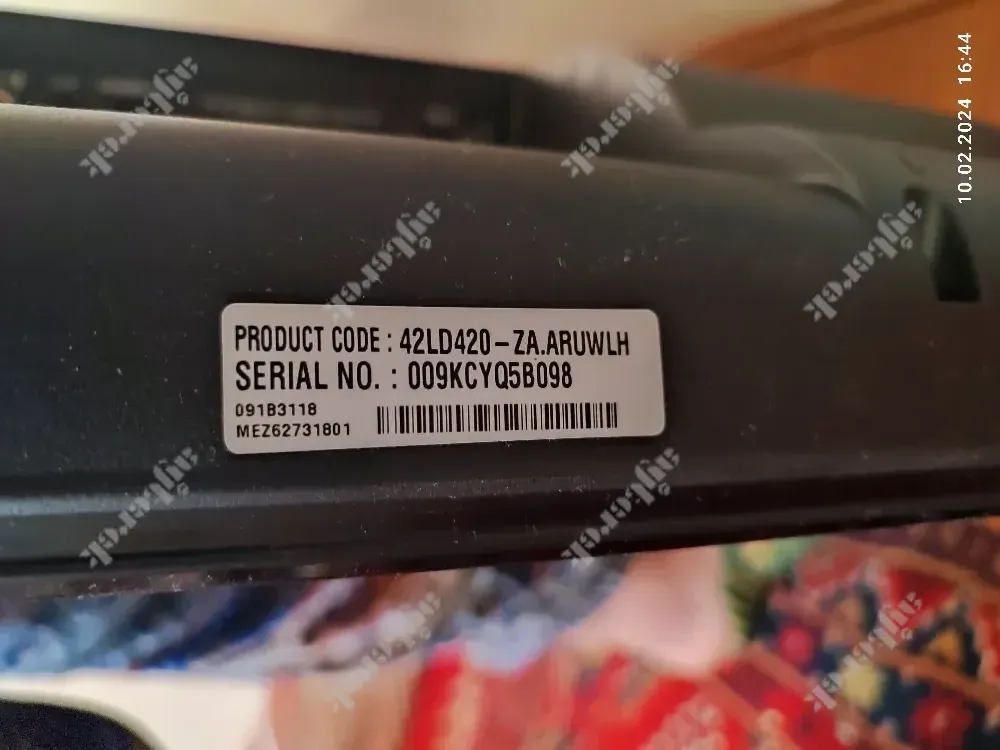 10.02.2024 16:44
PRODUCT CODE : 42LD420-ZA.ARUWLH
SERIAL NO. : 009KCYQ5B098
091B3118
MEZ62731801